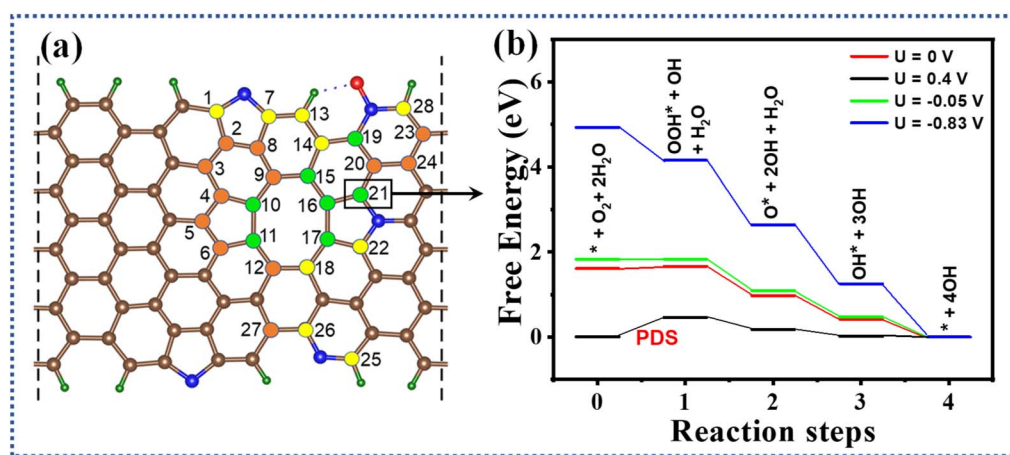 (a)
1
7
13
28
2
8
14
19
23
3
9
15
20
24
4
10
16
21
5
11
17
22
6
12
18
27
26
25
(b)
Free Energy (eV)
6
4
2
0
U = 0 V
U = 0.4 V
U = -0.05 V
U = -0.83 V
* + O₂+ 2H₂O
OOH* + OH
+ H₂O
O* + 2OH + H₂O
OH* + 3OH
* + 4OH
PDS
0 1 2 3 4
Reaction steps